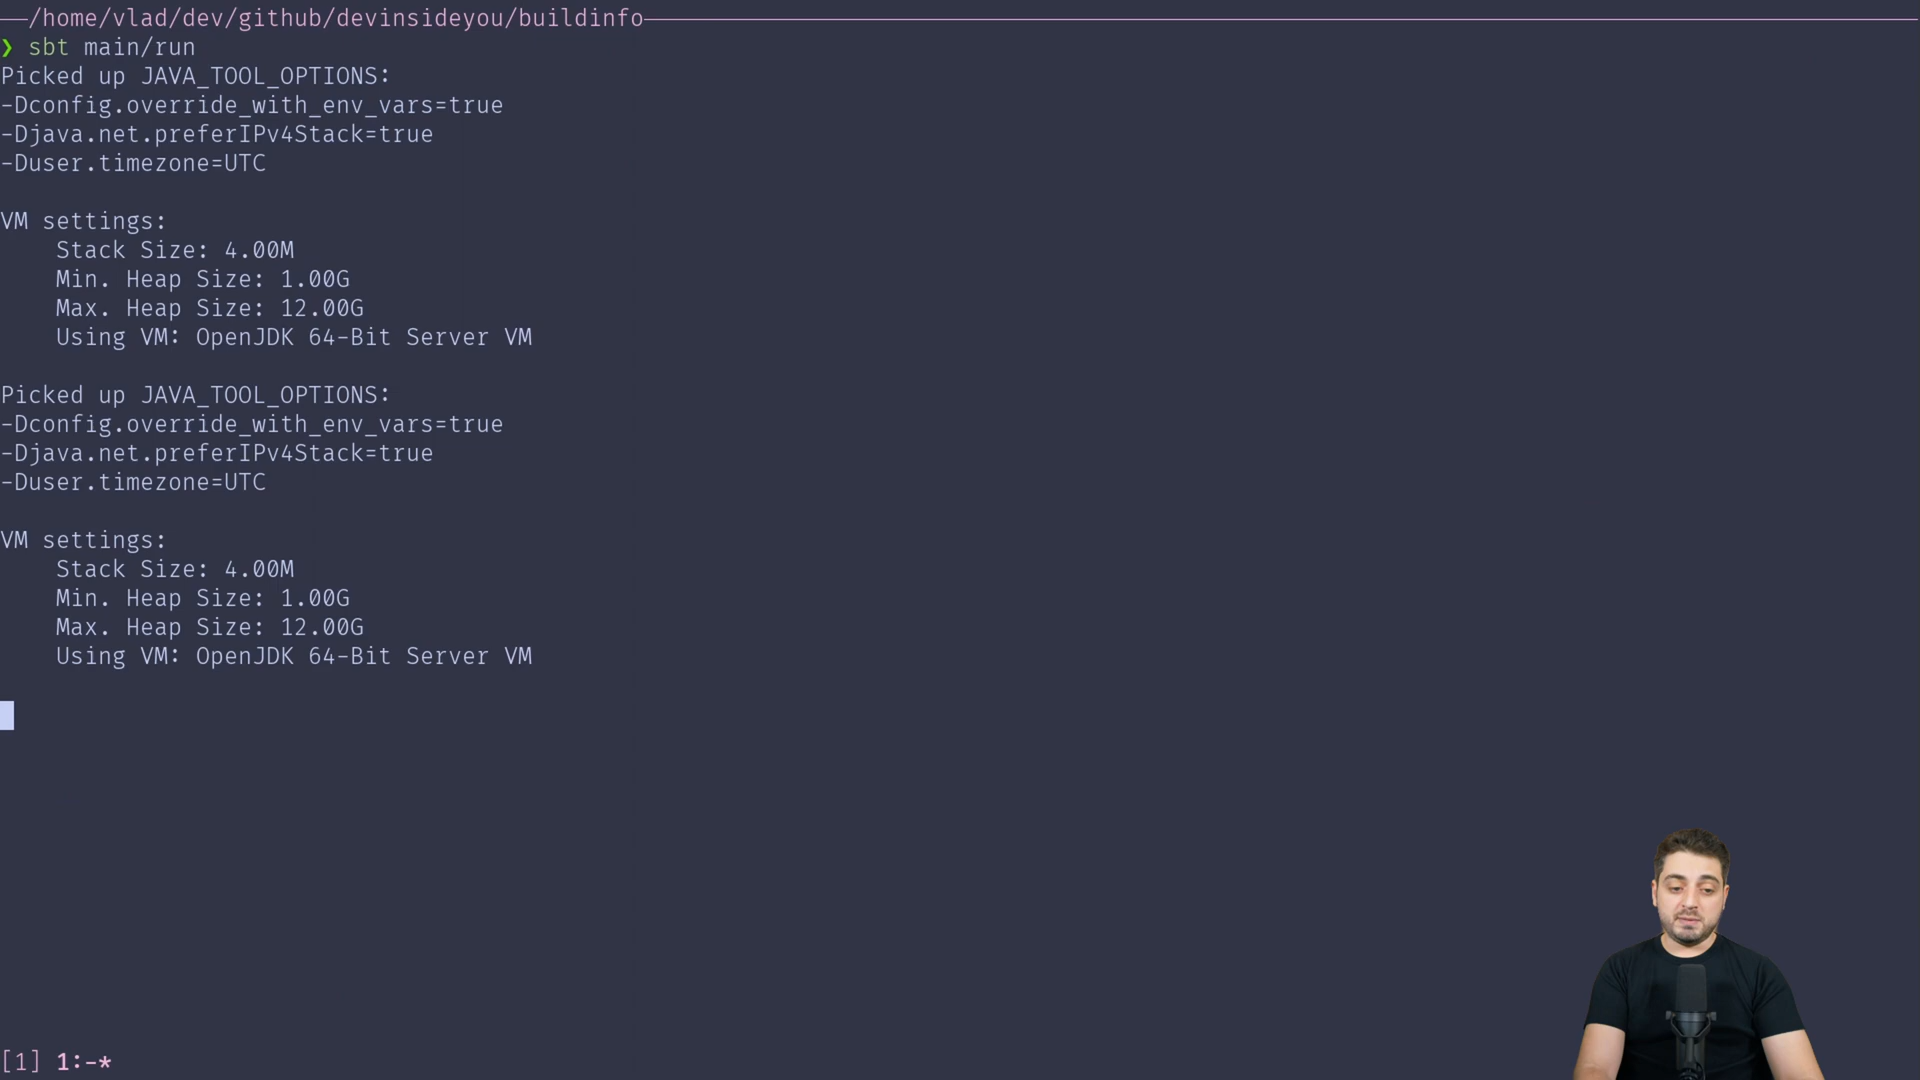 /home/vlad/dev/github/devinsideyou/buildinfo
❯ sbt main/run
Picked up JAVA_TOOL_OPTIONS:
-Dconfig.override_with_env_vars=true
-Djava.net.preferIPv4Stack=true
-Duser.timezone=UTC
VM settings:
Stack Size: 4.00M
Min. Heap Size: 1.00G
Max. Heap Size: 12.00G
Using VM: OpenJDK 64-Bit Server VM
Picked up JAVA_TOOL_OPTIONS:
-Dconfig.override_with_env_vars=true
-Djava.net.preferIPv4Stack=true
-Duser.timezone=UTC
VM settings:
Stack Size: 4.00M
Min. Heap Size: 1.00G
Max. Heap Size: 12.00G
Using VM: OpenJDK 64-Bit Server VM
[1] 1:-*